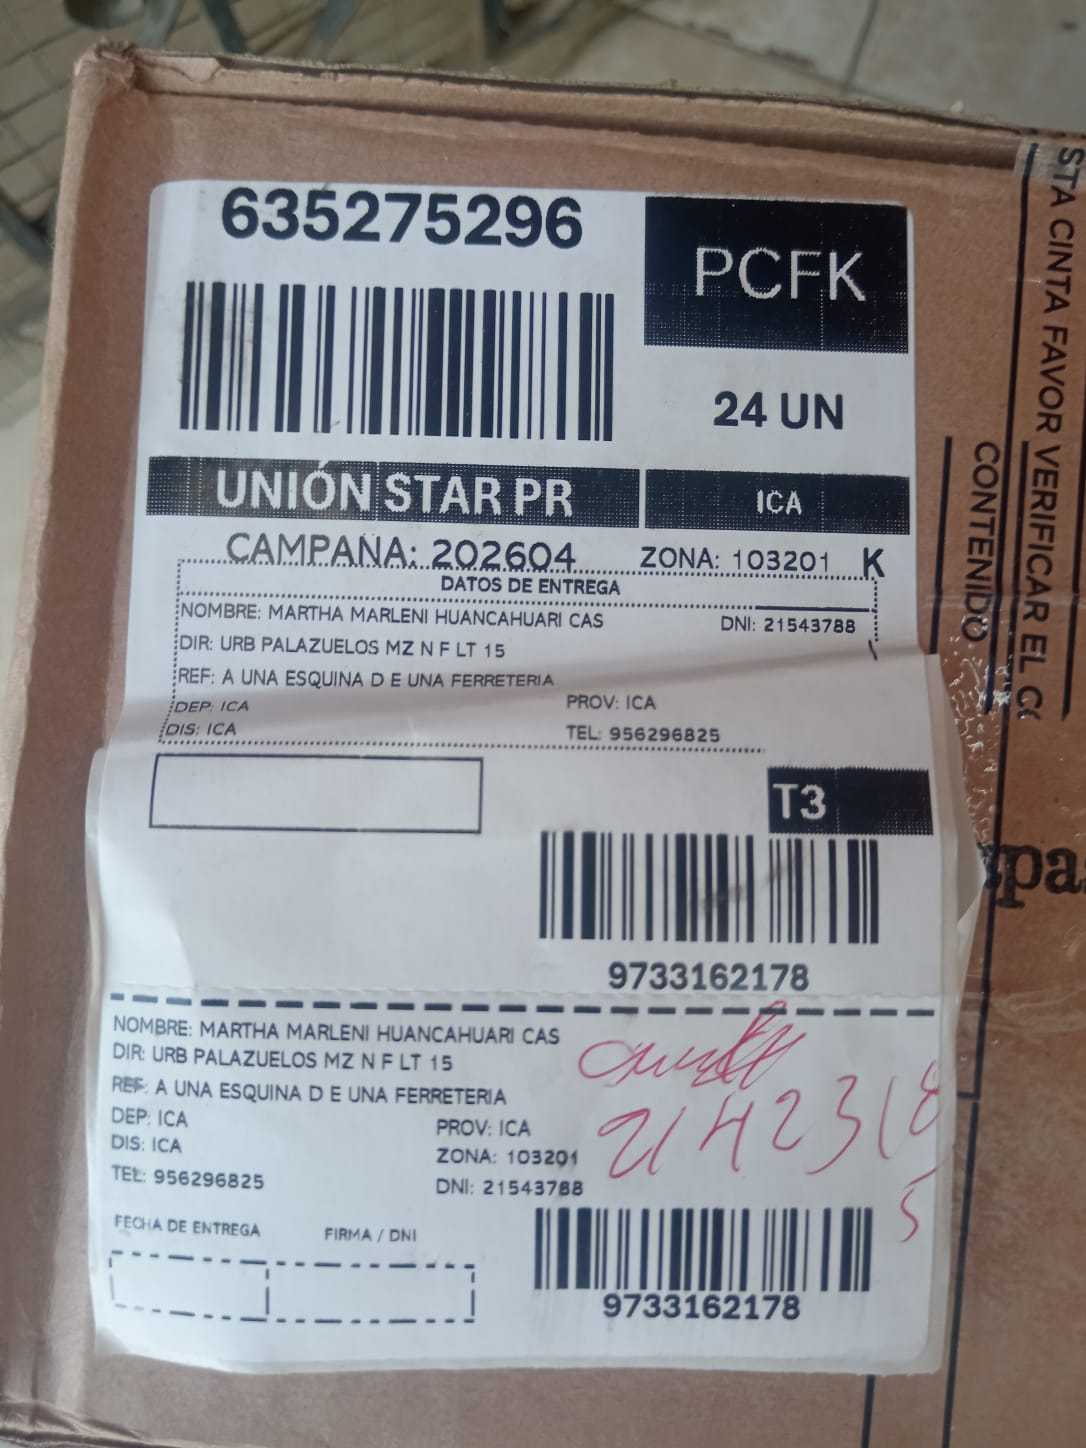 635275296
PCFK
24 UN
UNIÓN STAR PR
ICA
CAMPAÑA: 202604
ZONA: 103201 K
DATOS DE ENTREGA
NOMBRE: MARTHA MARLENI HUANCAHUARI CAS
DNI: 21543788
DIR: URB PALAZUELOS MZ N F LT 15
REF: A UNA ESQUINA D E UNA FERRETERIA
DEP: ICA
PROV: ICA
DIS: ICA
TEL: 956296825
T3
9733162178
NOMBRE: MARTHA MARLENI HUANCAHUARI CAS
DIR: URB PALAZUELOS MZ N F LT 15
REF: A UNA ESQUINA D E UNA FERRETERIA
DEP: ICA
PROV: ICA
DIS: ICA
ZONA: 103201
TEL: 956296825
DNI: 21543788
FECHA DE ENTREGA
FIRMA / DNI
9733162178
STA CINTA FAVOR VERIFICAR EL
CONTENIDO
pa